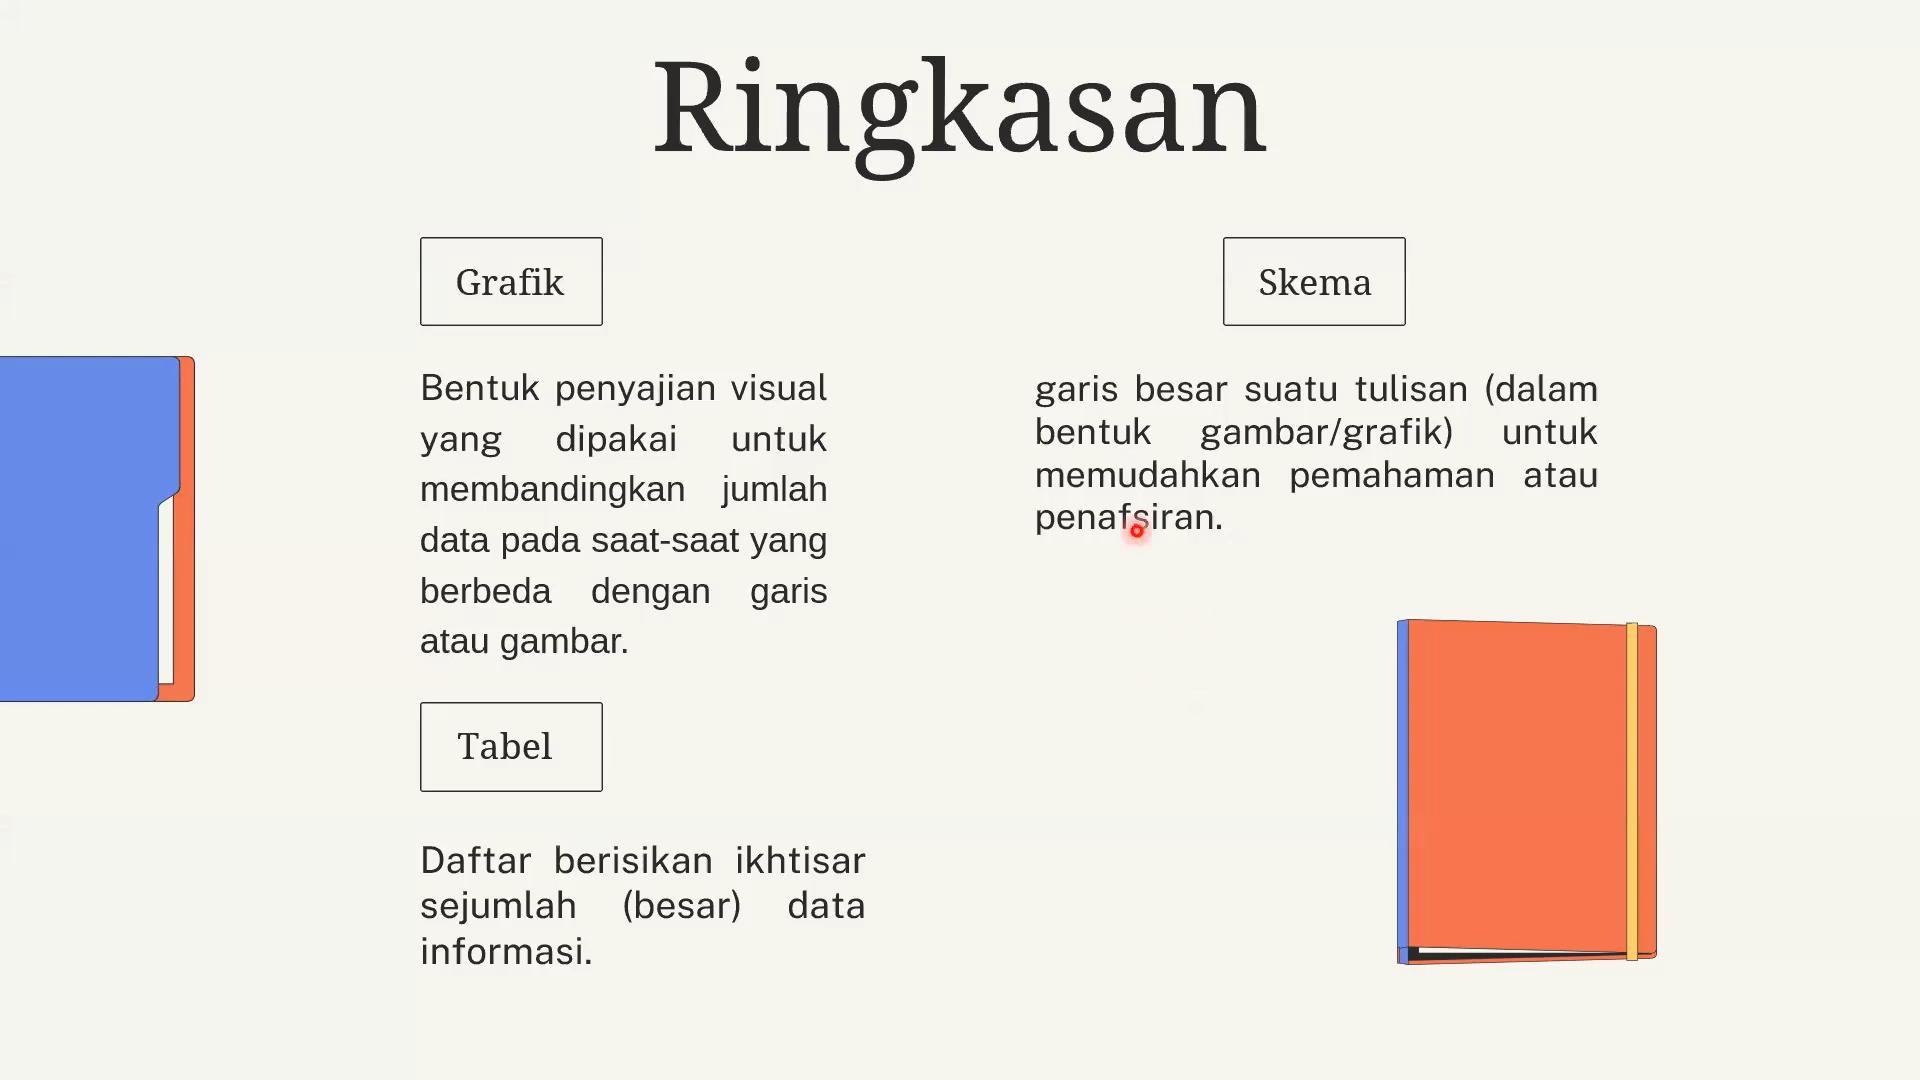 Ringkasan
Grafik
Bentuk penyajian visual
yang dipakai untuk
membandingkan jumlah
data pada saat-saat yang
berbeda dengan garis
atau gambar.
Tabel
Daftar berisikan ikhtisar
sejumlah (besar) data
informasi.
Skema
garis besar suatu tulisan (dalam
bentuk gambar/grafik) untuk
memudahkan pemahaman atau
penafsiran.